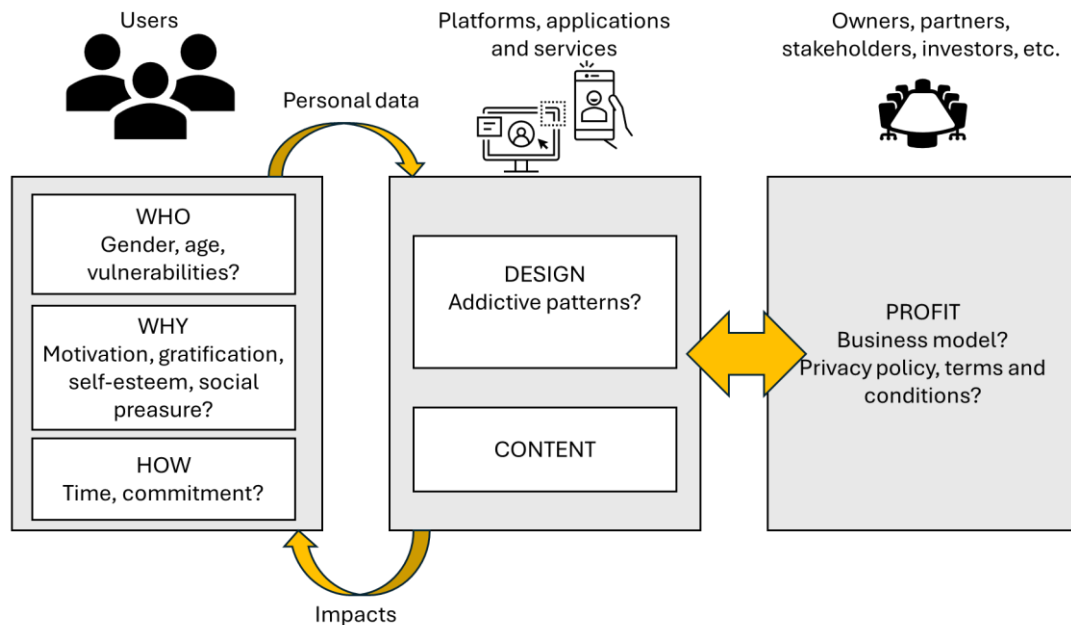 Users
Platforms, applications
and services
Owners, partners,
stakeholders, investors, etc.
Personal data
WHO
Gender, age,
vulnerabilities?
WHY
Motivation, gratification,
self-esteem, social
preasure?
HOW
Time, commitment?
DESIGN
Addictive patterns?
CONTENT
PROFIT
Business model?
Privacy policy, terms and
conditions?
Impacts